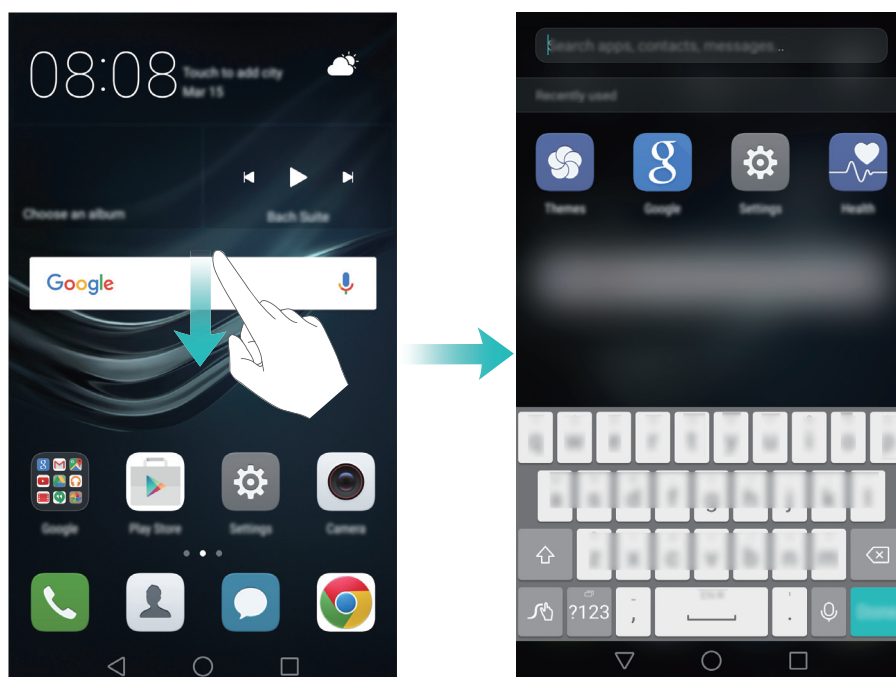 08:08
Touch to add city
Mar 15
Choose an album
Bach Suite
Google
Google
Play Store
Settings
Camera
Search apps, contacts, messages...
Recently used
Themes
Google
Settings
Health
?123